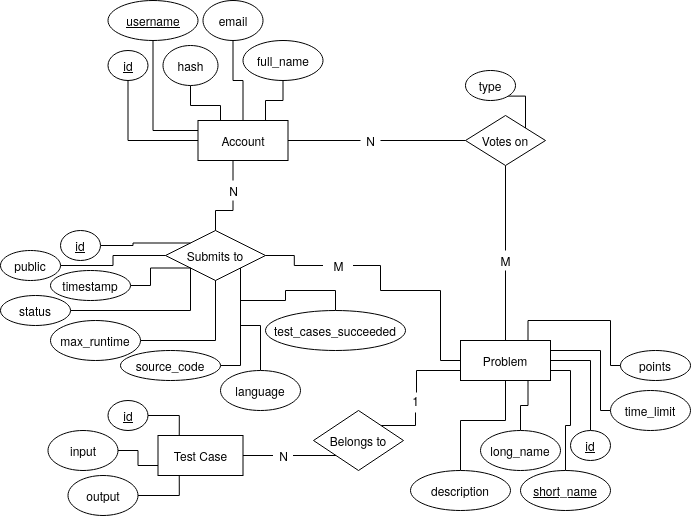 username
email
id
hash
full_name
type
Account
N
Votes on
N
id
public
Submits to
M
M
timestamp
status
max_runtime
test_cases_succeeded
source_code
Problem
points
language
1
time_limit
id
Belongs to
long_name
id
input
Test Case
N
output
description
short_name